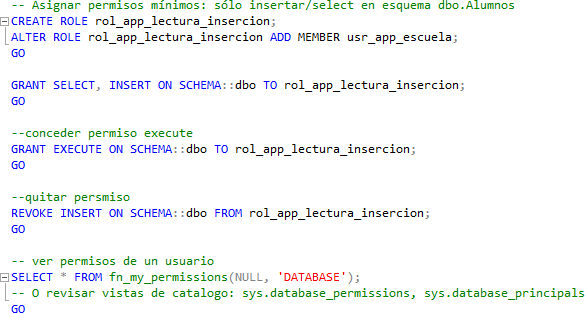 -- Asignar permisos mínimos: sólo insertar/select en esquema dbo.Alumnos
CREATE ROLE rol_app_lectura_insercion;
ALTER ROLE rol_app_lectura_insercion ADD MEMBER usr_app_escuela;
GO
GRANT SELECT, INSERT ON SCHEMA::dbo TO rol_app_lectura_insercion;
GO
--conceder permiso execute
GRANT EXECUTE ON SCHEMA::dbo TO rol_app_lectura_insercion;
GO
--quitar persmiso
REVOKE INSERT ON SCHEMA::dbo FROM rol_app_lectura_insercion;
GO
-- ver permisos de un usuario
SELECT * FROM fn_my_permissions(NULL, 'DATABASE');
-- O revisar vistas de catalogo: sys.database_permissions, sys.database_principals
GO